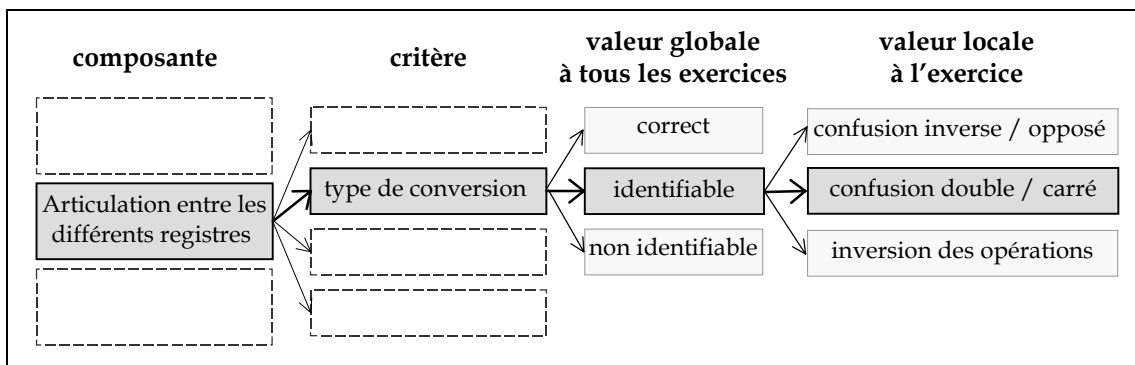 composante
critère
valeur globale
à tous les exercices
valeur locale
à l'exercice
Articulation entre les
différents registres
type de conversion
correct
identifiable
non identifiable
confusion inverse / opposé
confusion double / carré
inversion des opérations